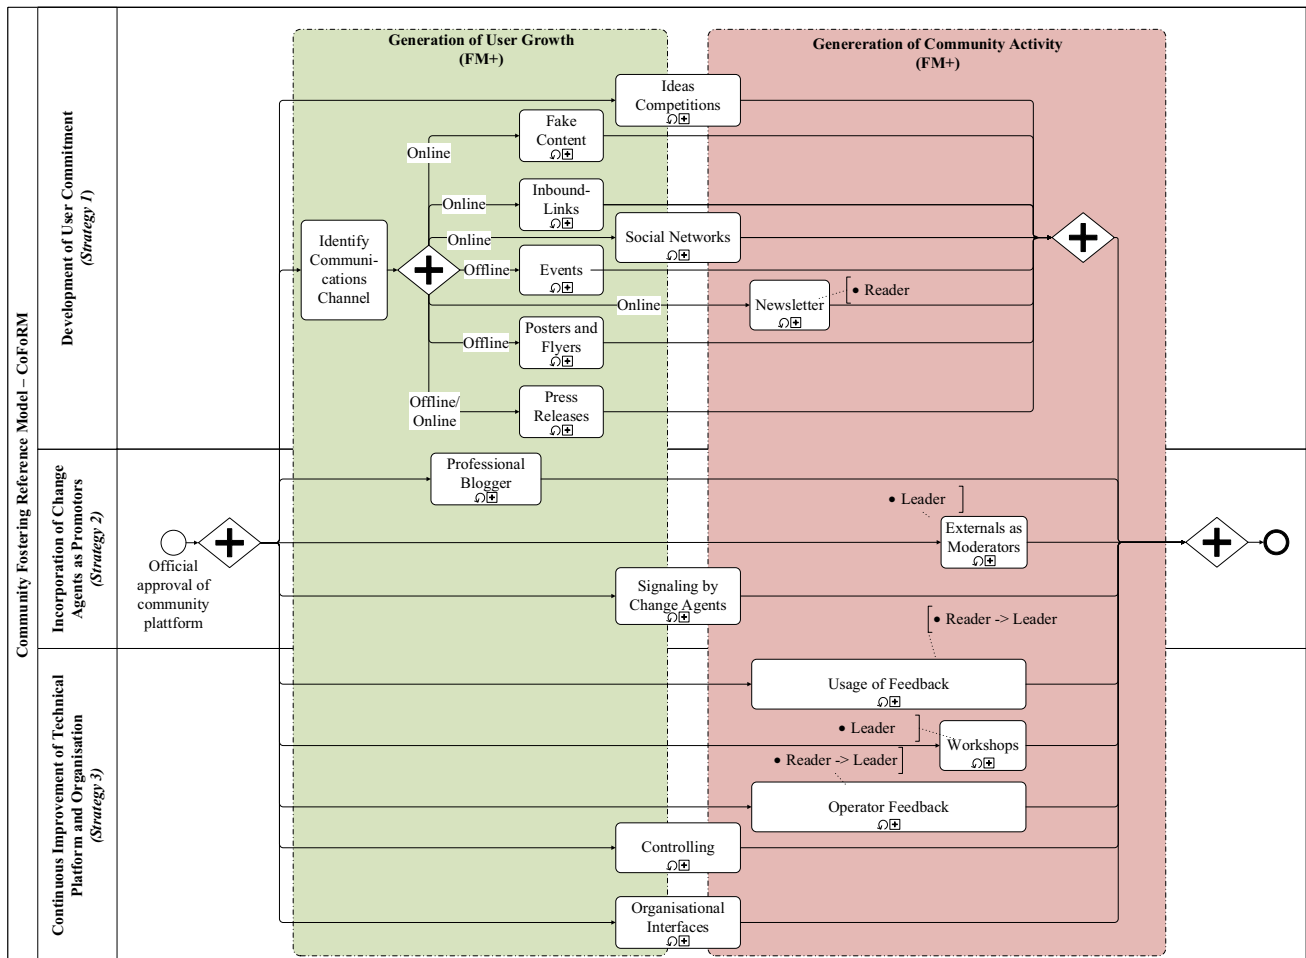 Community Fostering Reference Model – CoFoRM
Development of User Commitment
(Strategy 1)
Generation of User Growth
(FM+)
Genereration of Community Activity
(FM+)
Ideas
Competitions
Fake
Content
Online
Inbound-
Links
Online
Social Networks
Online
Identify
Communi-
cations
Channel
Events
Offline
Newsletter
Online
• Reader
Posters and
Flyers
Offline
Press
Releases
Offline/
Online
Incorporation of Change
Agents as Promotors
(Strategy 2)
Professional
Blogger
• Leader
Externals as
Moderators
Official
approval of
community
plattform
Signaling by
Change Agents
• Reader -> Leader
Continuous Improvement of Technical
Platform and Organisation
(Strategy 3)
Usage of Feedback
• Leader
Workshops
• Reader -> Leader
Operator Feedback
Controlling
Organisational
Interfaces